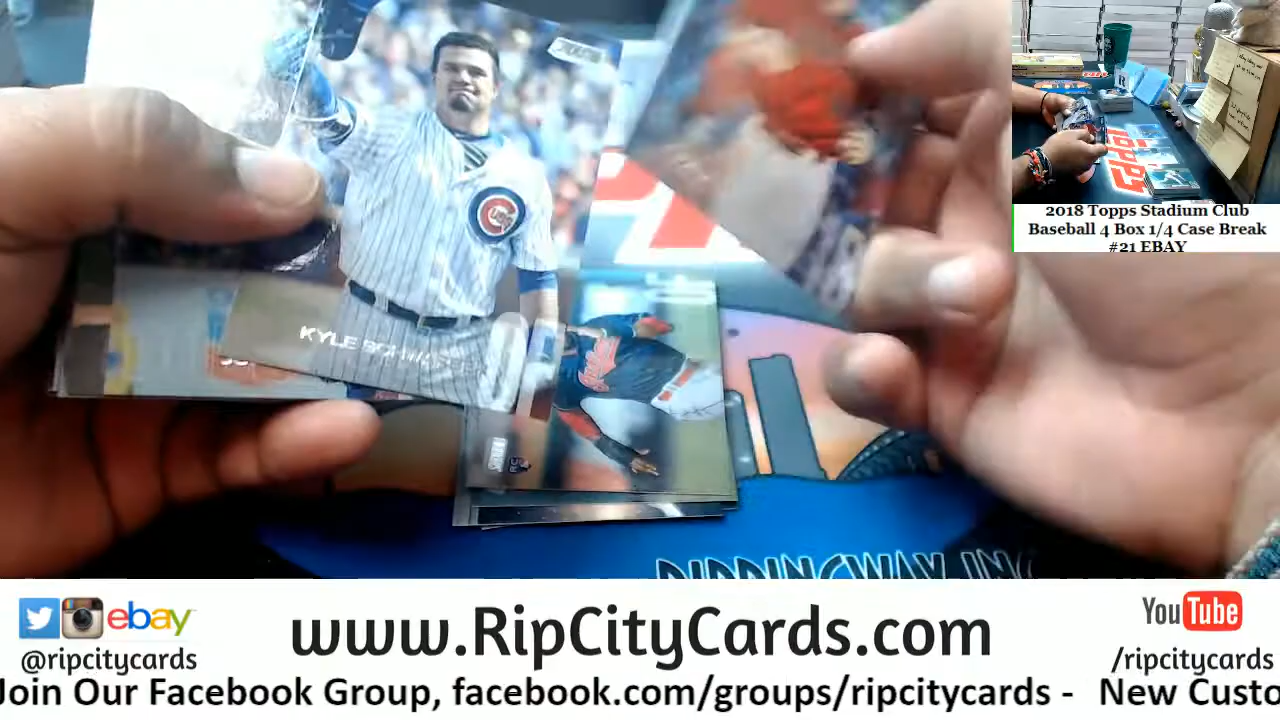 KYLE
TOPPS
2018 Topps Stadium Club
Baseball 4 Box 1/4 Case Break
#21 EBAY
ebay
@ripcitycards
www.RipCityCards.com
YouTube
/ripcitycards
Join Our Facebook Group, facebook.com/groups/ripcitycards - New Custo